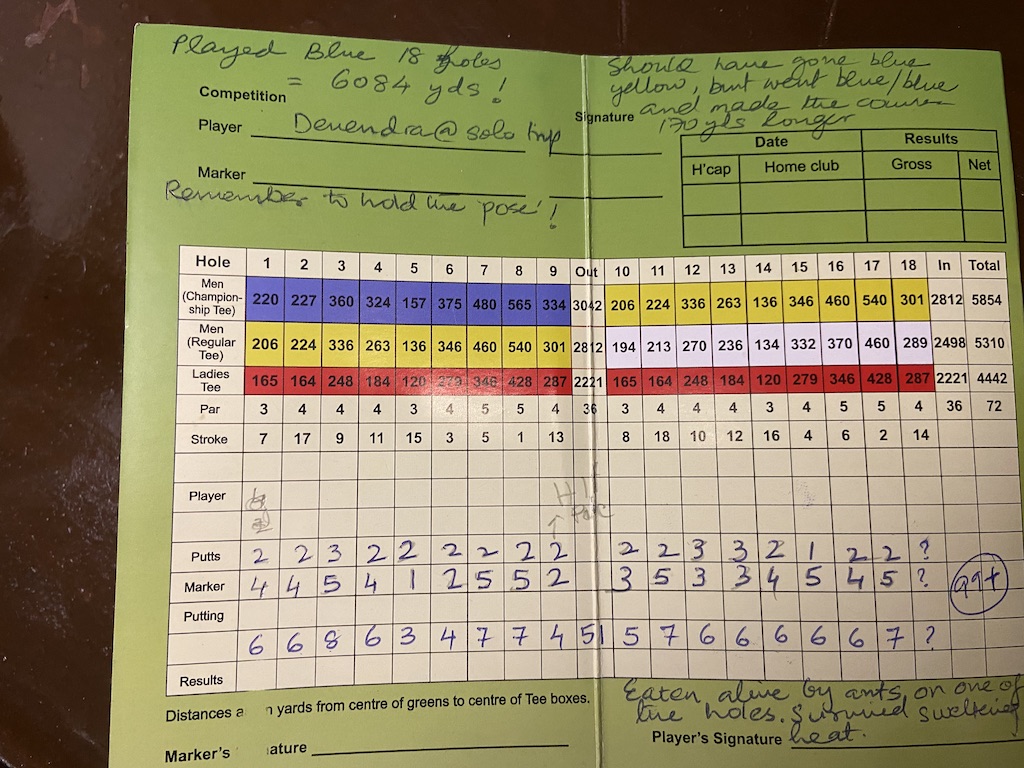 Played Blue 18 holes
= 6084 yds !
Should have gone blue
yellow, but went blue/blue
and made the course
170 yds longer
Competition
Signature
Player Devendra @ solo trip
Marker
Remember to hold the 'pose' !
Date Results
H'cap Home club Gross Net
Hole 1 2 3 4 5 6 7 8 9 Out 10 11 12 13 14 15 16 17 18 In Total
Men (Champion-ship Tee) 220 227 360 324 157 375 480 565 334 3042 206 224 336 263 136 346 460 540 301 2812 5854
Men (Regular Tee) 206 224 336 263 136 346 460 540 301 2812 194 213 270 236 134 332 370 460 289 2498 5310
Ladies Tee 165 164 248 184 120 279 346 428 287 2221 165 164 248 184 120 279 346 428 287 2221 4442
Par 3 4 4 4 3 4 5 5 4 36 3 4 4 4 3 4 5 5 4 36 72
Stroke 7 17 9 11 15 3 5 1 13 8 18 10 12 16 4 6 2 14
Player
Putts 2 2 3 2 2 2 2 2 2 2 2 3 3 2 1 2 2 ?
Marker 4 4 5 4 1 2 5 5 2 3 5 3 3 4 5 4 5 ? 99+
Putting
6 6 8 6 3 4 7 7 4 51 5 7 6 6 6 6 6 7 ?
Results
Distances a n yards from centre of greens to centre of Tee boxes.
Eaten alive by ants, on one of
the holes. Survived sweltering
heat.
Marker's ature
Player's Signature